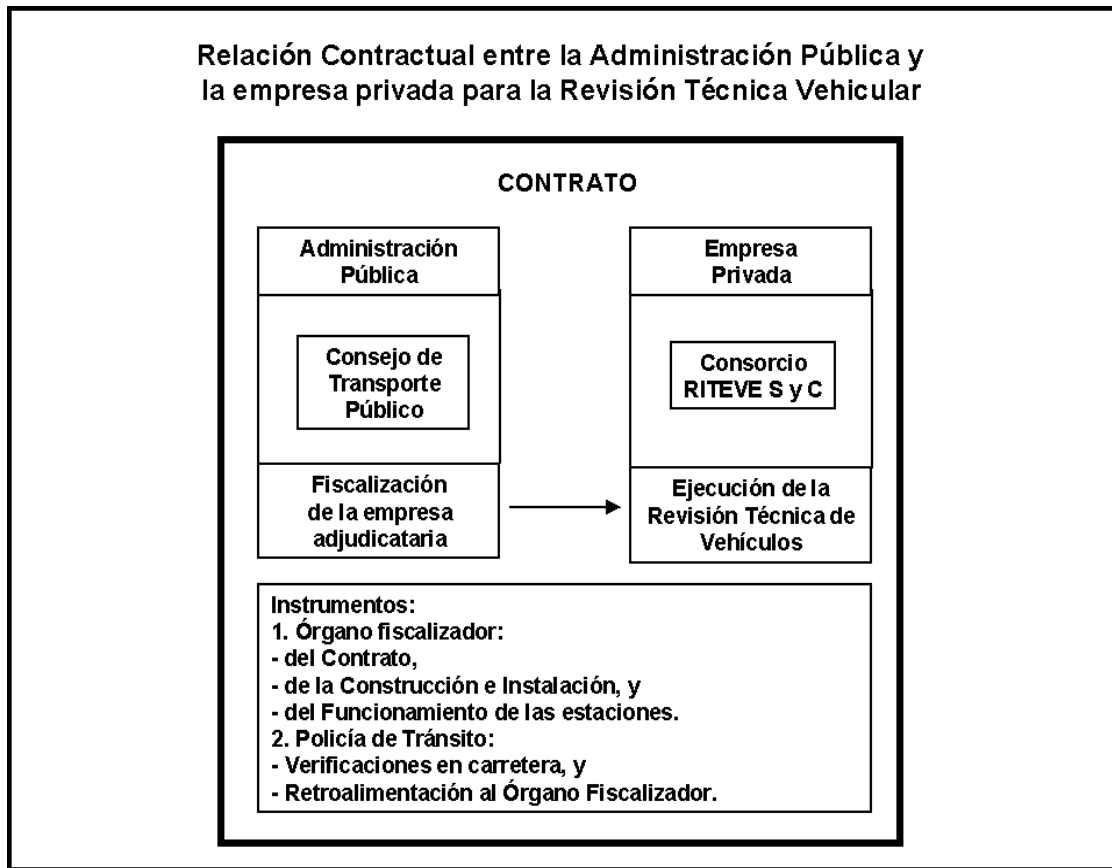 Relación Contractual entre la Administración Pública y
la empresa privada para la Revisión Técnica Vehicular
CONTRATO
Administración
Pública
Empresa
Privada
Consejo de
Transporte
Público
Consorcio
RITEVE S y C
Fiscalización
de la empresa
adjudicataria
Ejecución de la
Revisión Técnica de
Vehículos
Instrumentos:
1. Órgano fiscalizador:
- del Contrato,
- de la Construcción e Instalación, y
- del Funcionamiento de las estaciones.
2. Policía de Tránsito:
- Verificaciones en carretera, y
- Retroalimentación al Órgano Fiscalizador.